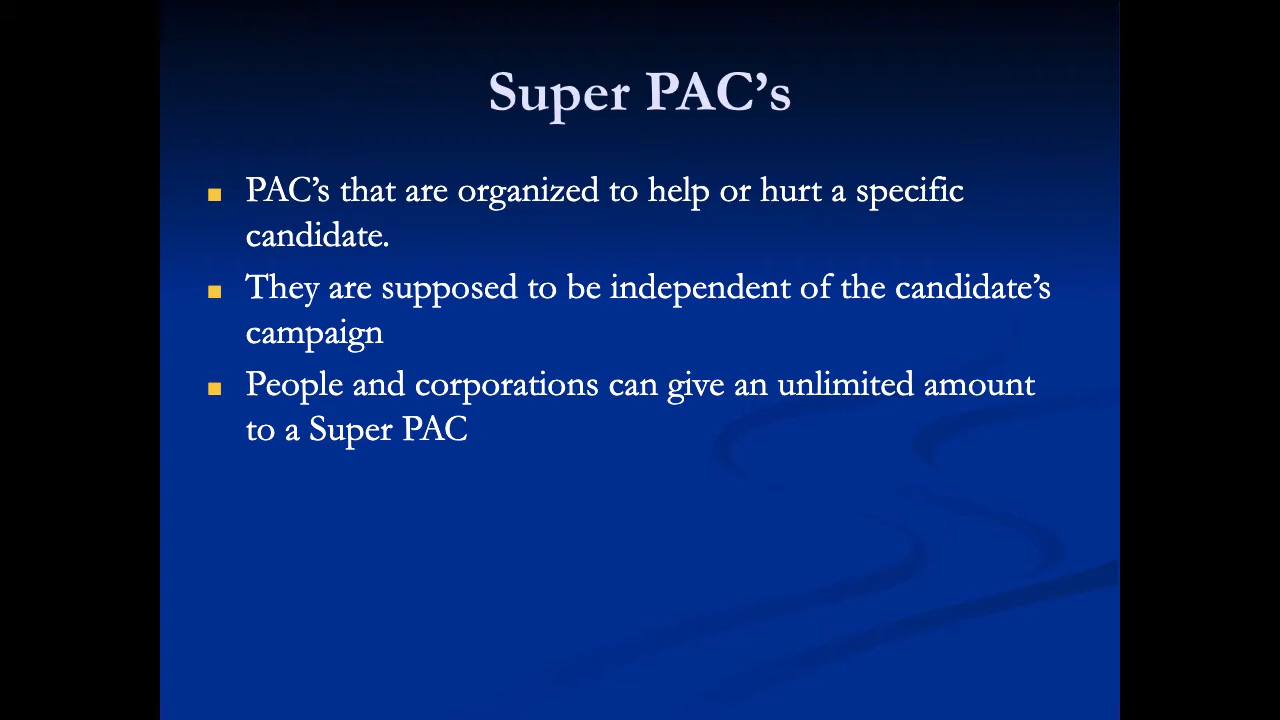 Super PAC’s
PAC’s that are organized to help or hurt a specific
candidate.
They are supposed to be independent of the candidate’s
campaign
People and corporations can give an unlimited amount
to a Super PAC